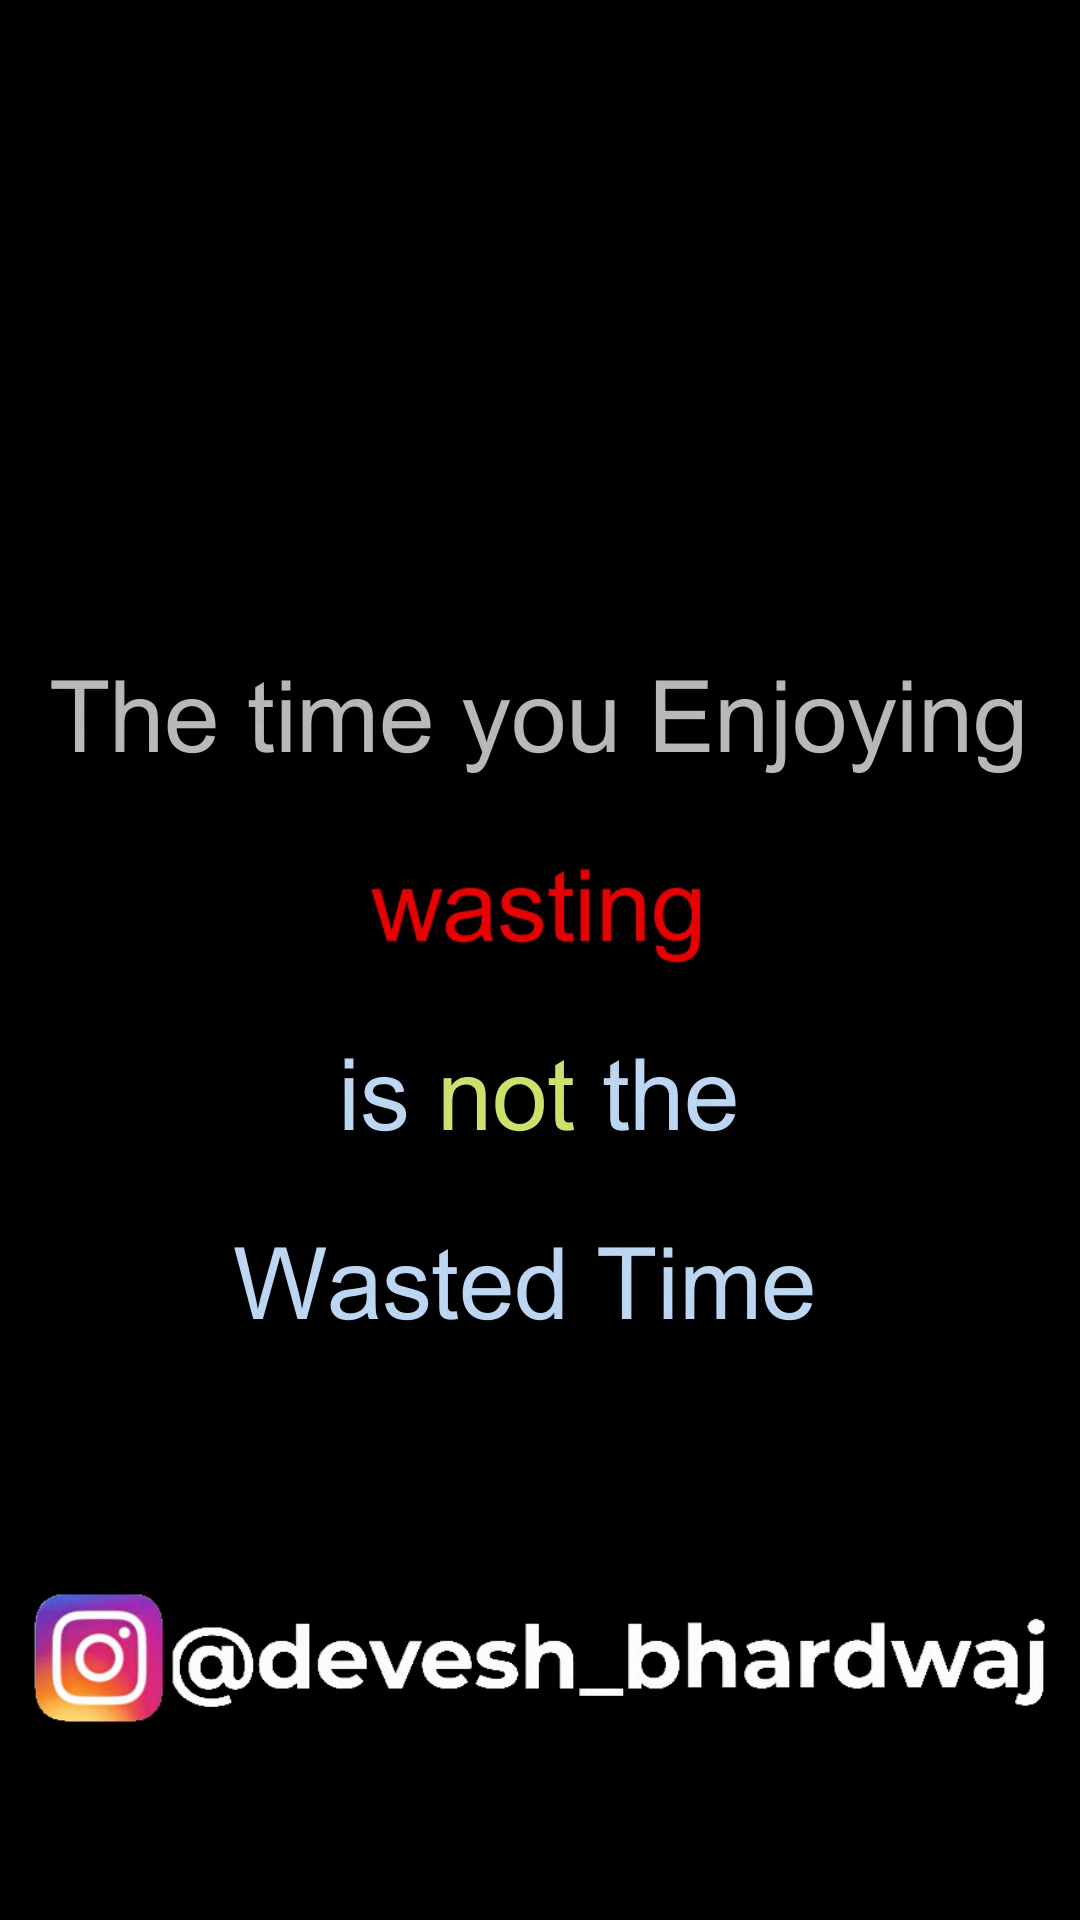 The time you Enjoying
wasting
is not the
Wasted Time
@devesh_bhardwaj